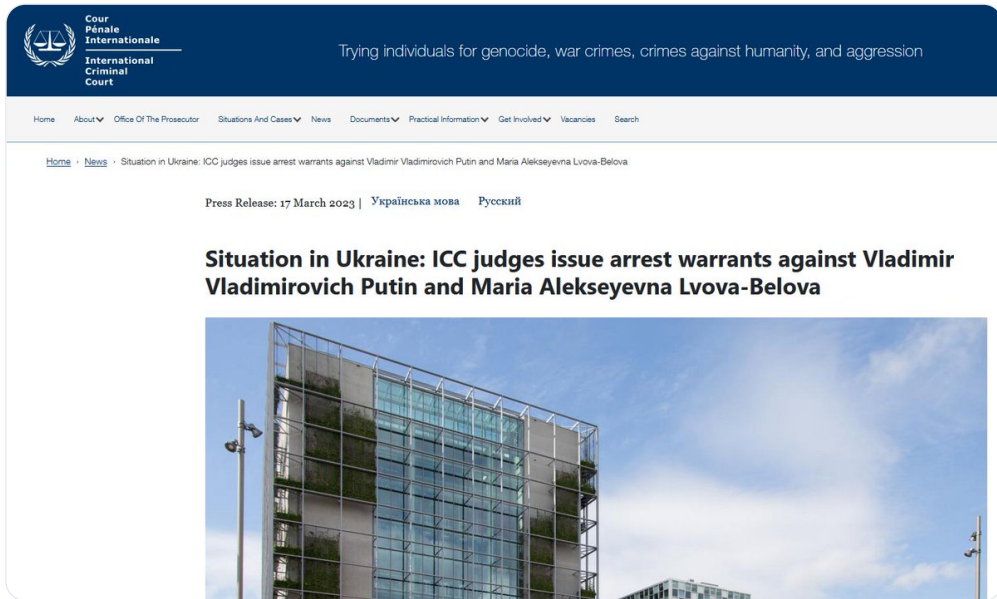 Cour
Pénale
Internationale
International
Criminal
Court
Trying individuals for genocide, war crimes, crimes against humanity, and aggression
Home About Office Of The Prosecutor Situations And Cases News Documents Practical Information Get Involved Vacancies Search
Home News Situation in Ukraine: ICC judges issue arrest warrants against Vladimir Vladimirovich Putin and Maria Alekseyevna Lvova-Belova
Press Release: 17 March 2023 | Українська мова Русский
Situation in Ukraine: ICC judges issue arrest warrants against Vladimir
Vladimirovich Putin and Maria Alekseyevna Lvova-Belova